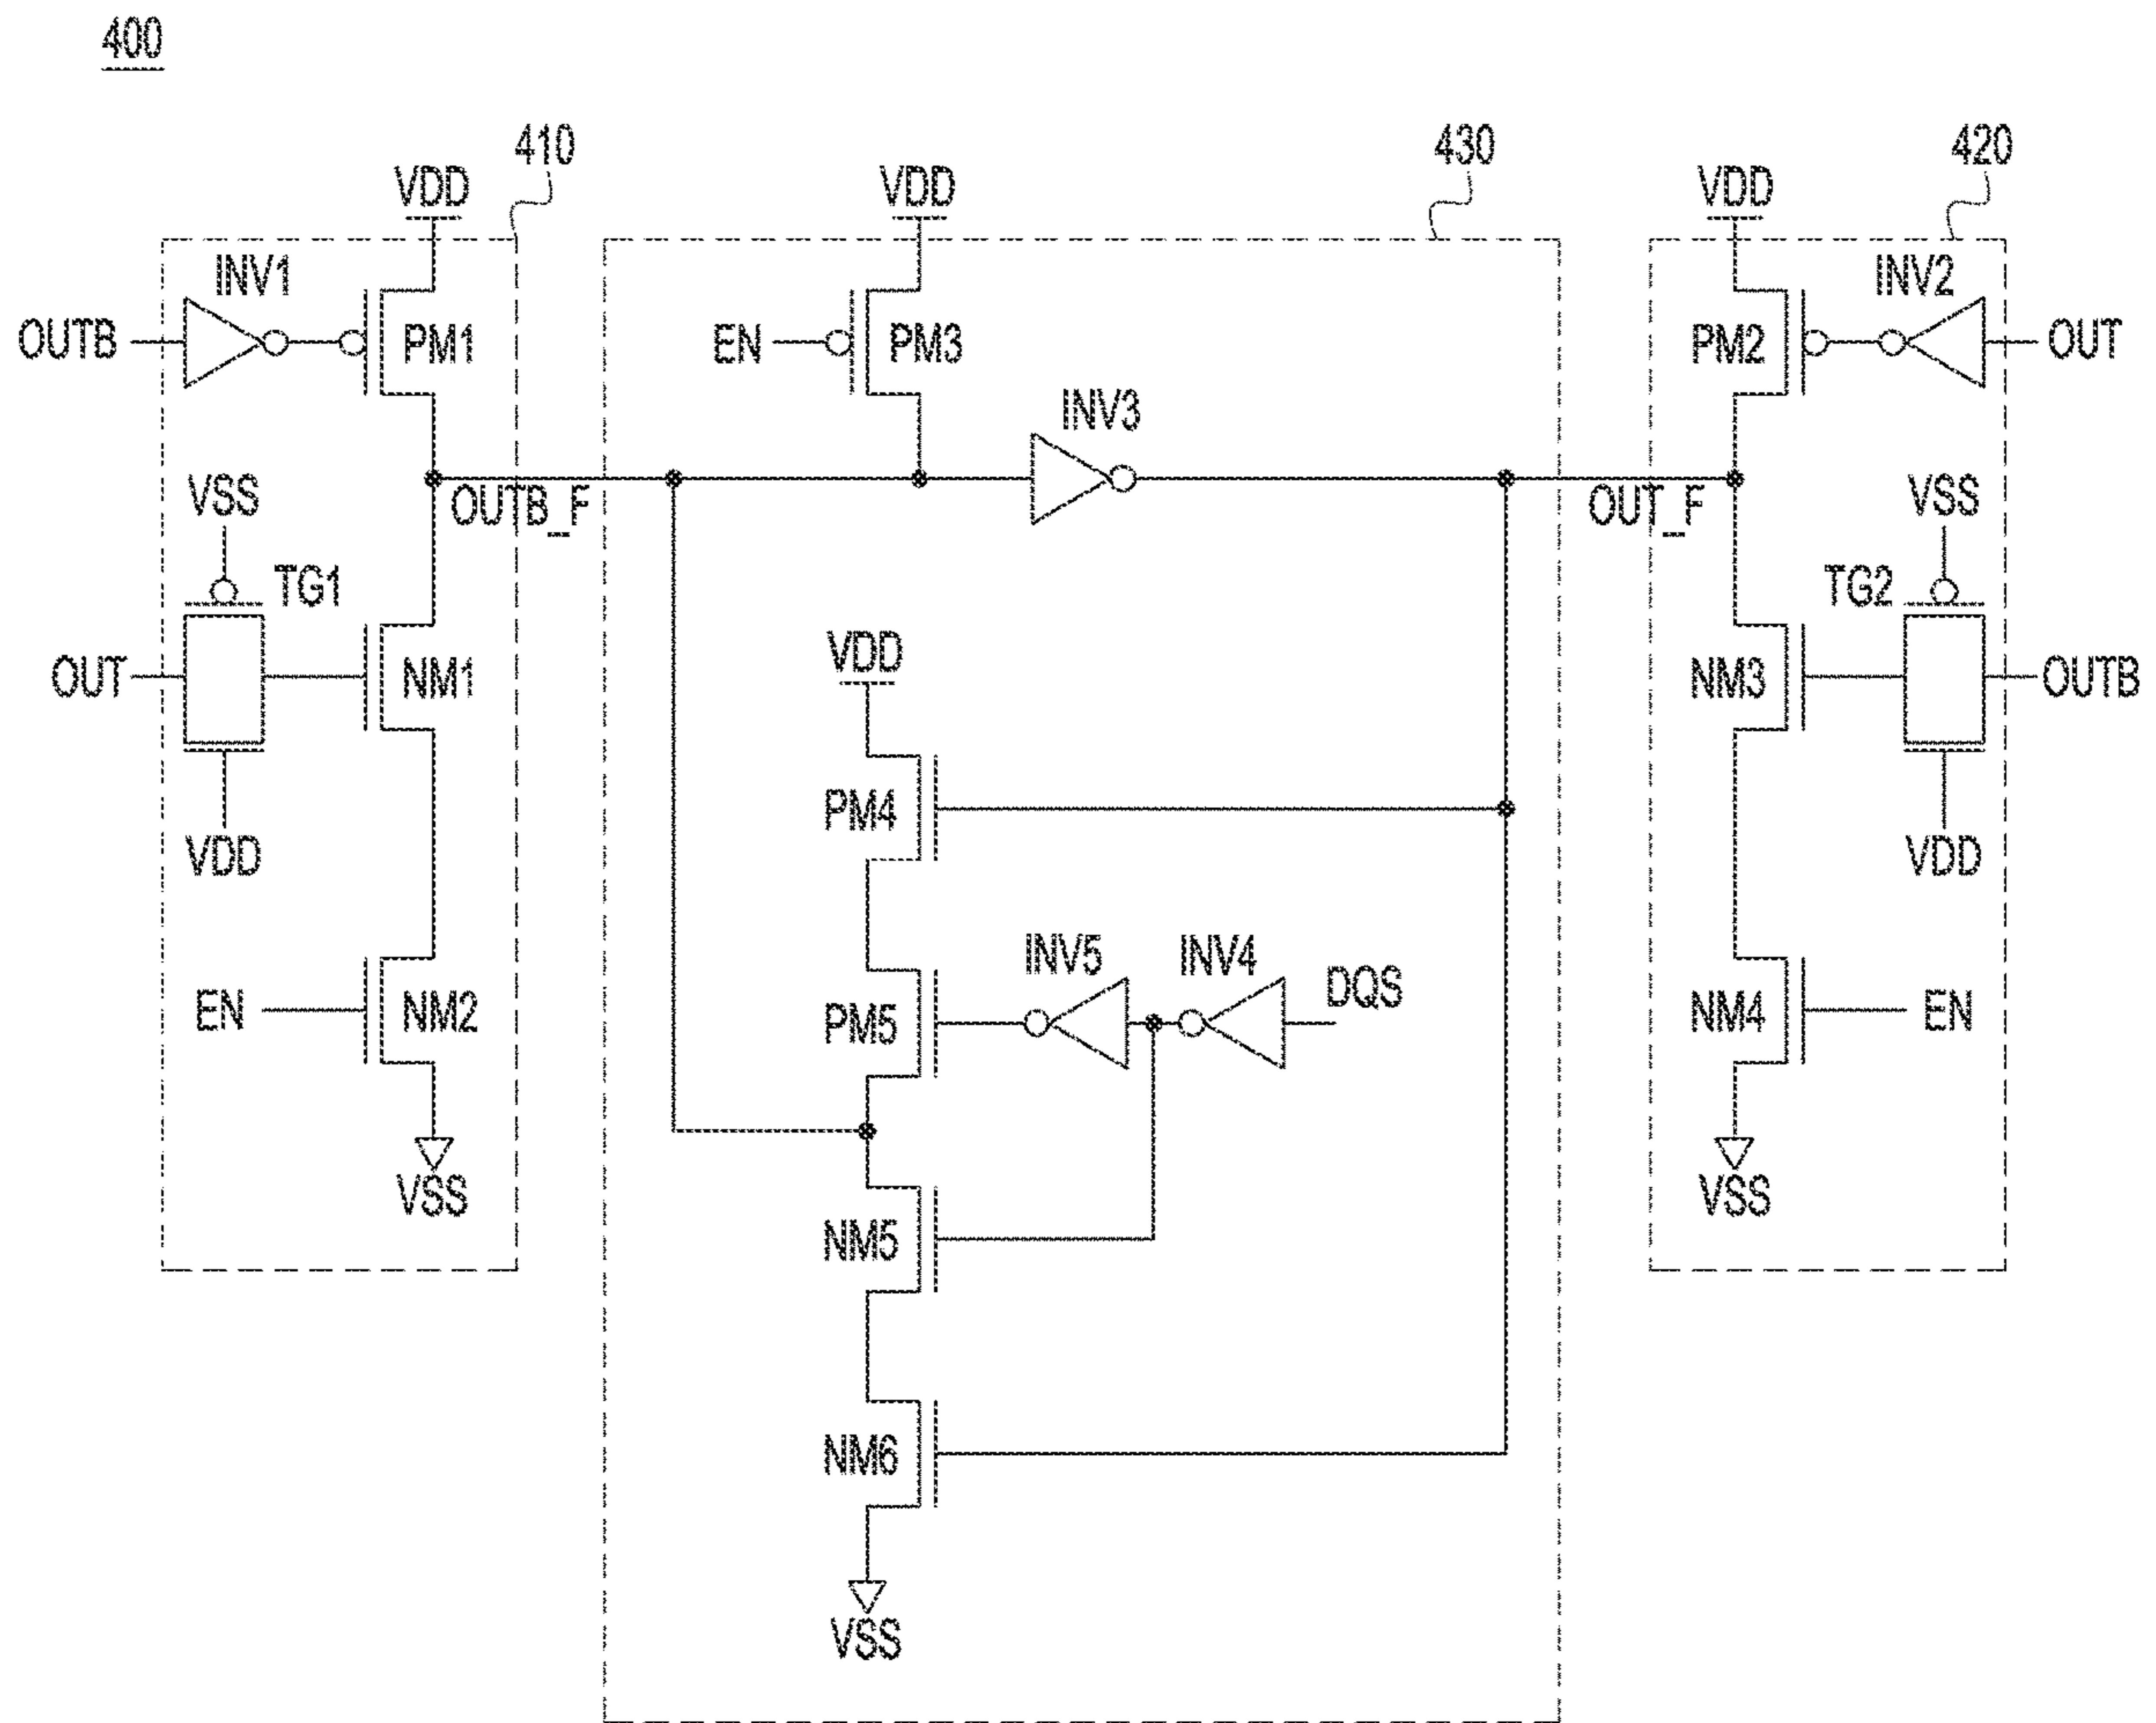 400
410
430
420
VDD
VDD
VDD
INV1
INV2
OUTB
PM1
EN
PM3
PM2
OUT
INV3
VSS
OUTB_F
OUT_F
VSS
TG1
TG2
VDD
OUT
NM1
NM3
OUTB
PM4
VDD
VDD
INV5
INV4
DQS
EN
NM2
PM5
NM4
EN
VSS
VSS
NM5
NM6
VSS